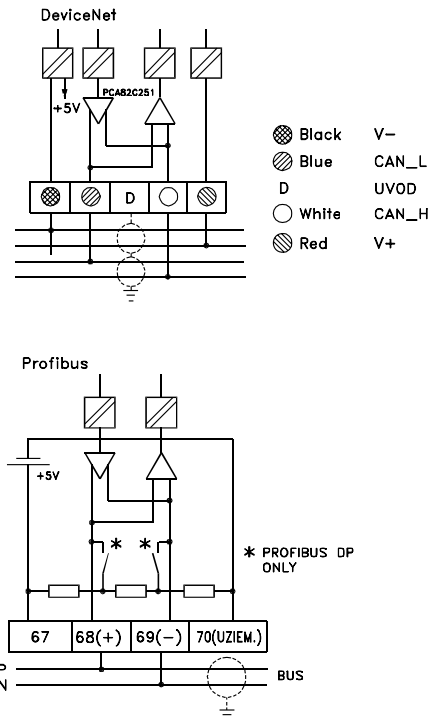 DeviceNet
+5V
PCA82C251
Black V-
Blue CAN_L
D UVOD
White CAN_H
Red V+
D
Profibus
+5V
* *
* PROFIBUS DP
ONLY
67 68(+) 69(-) 70(UZIEM.)
N
BUS